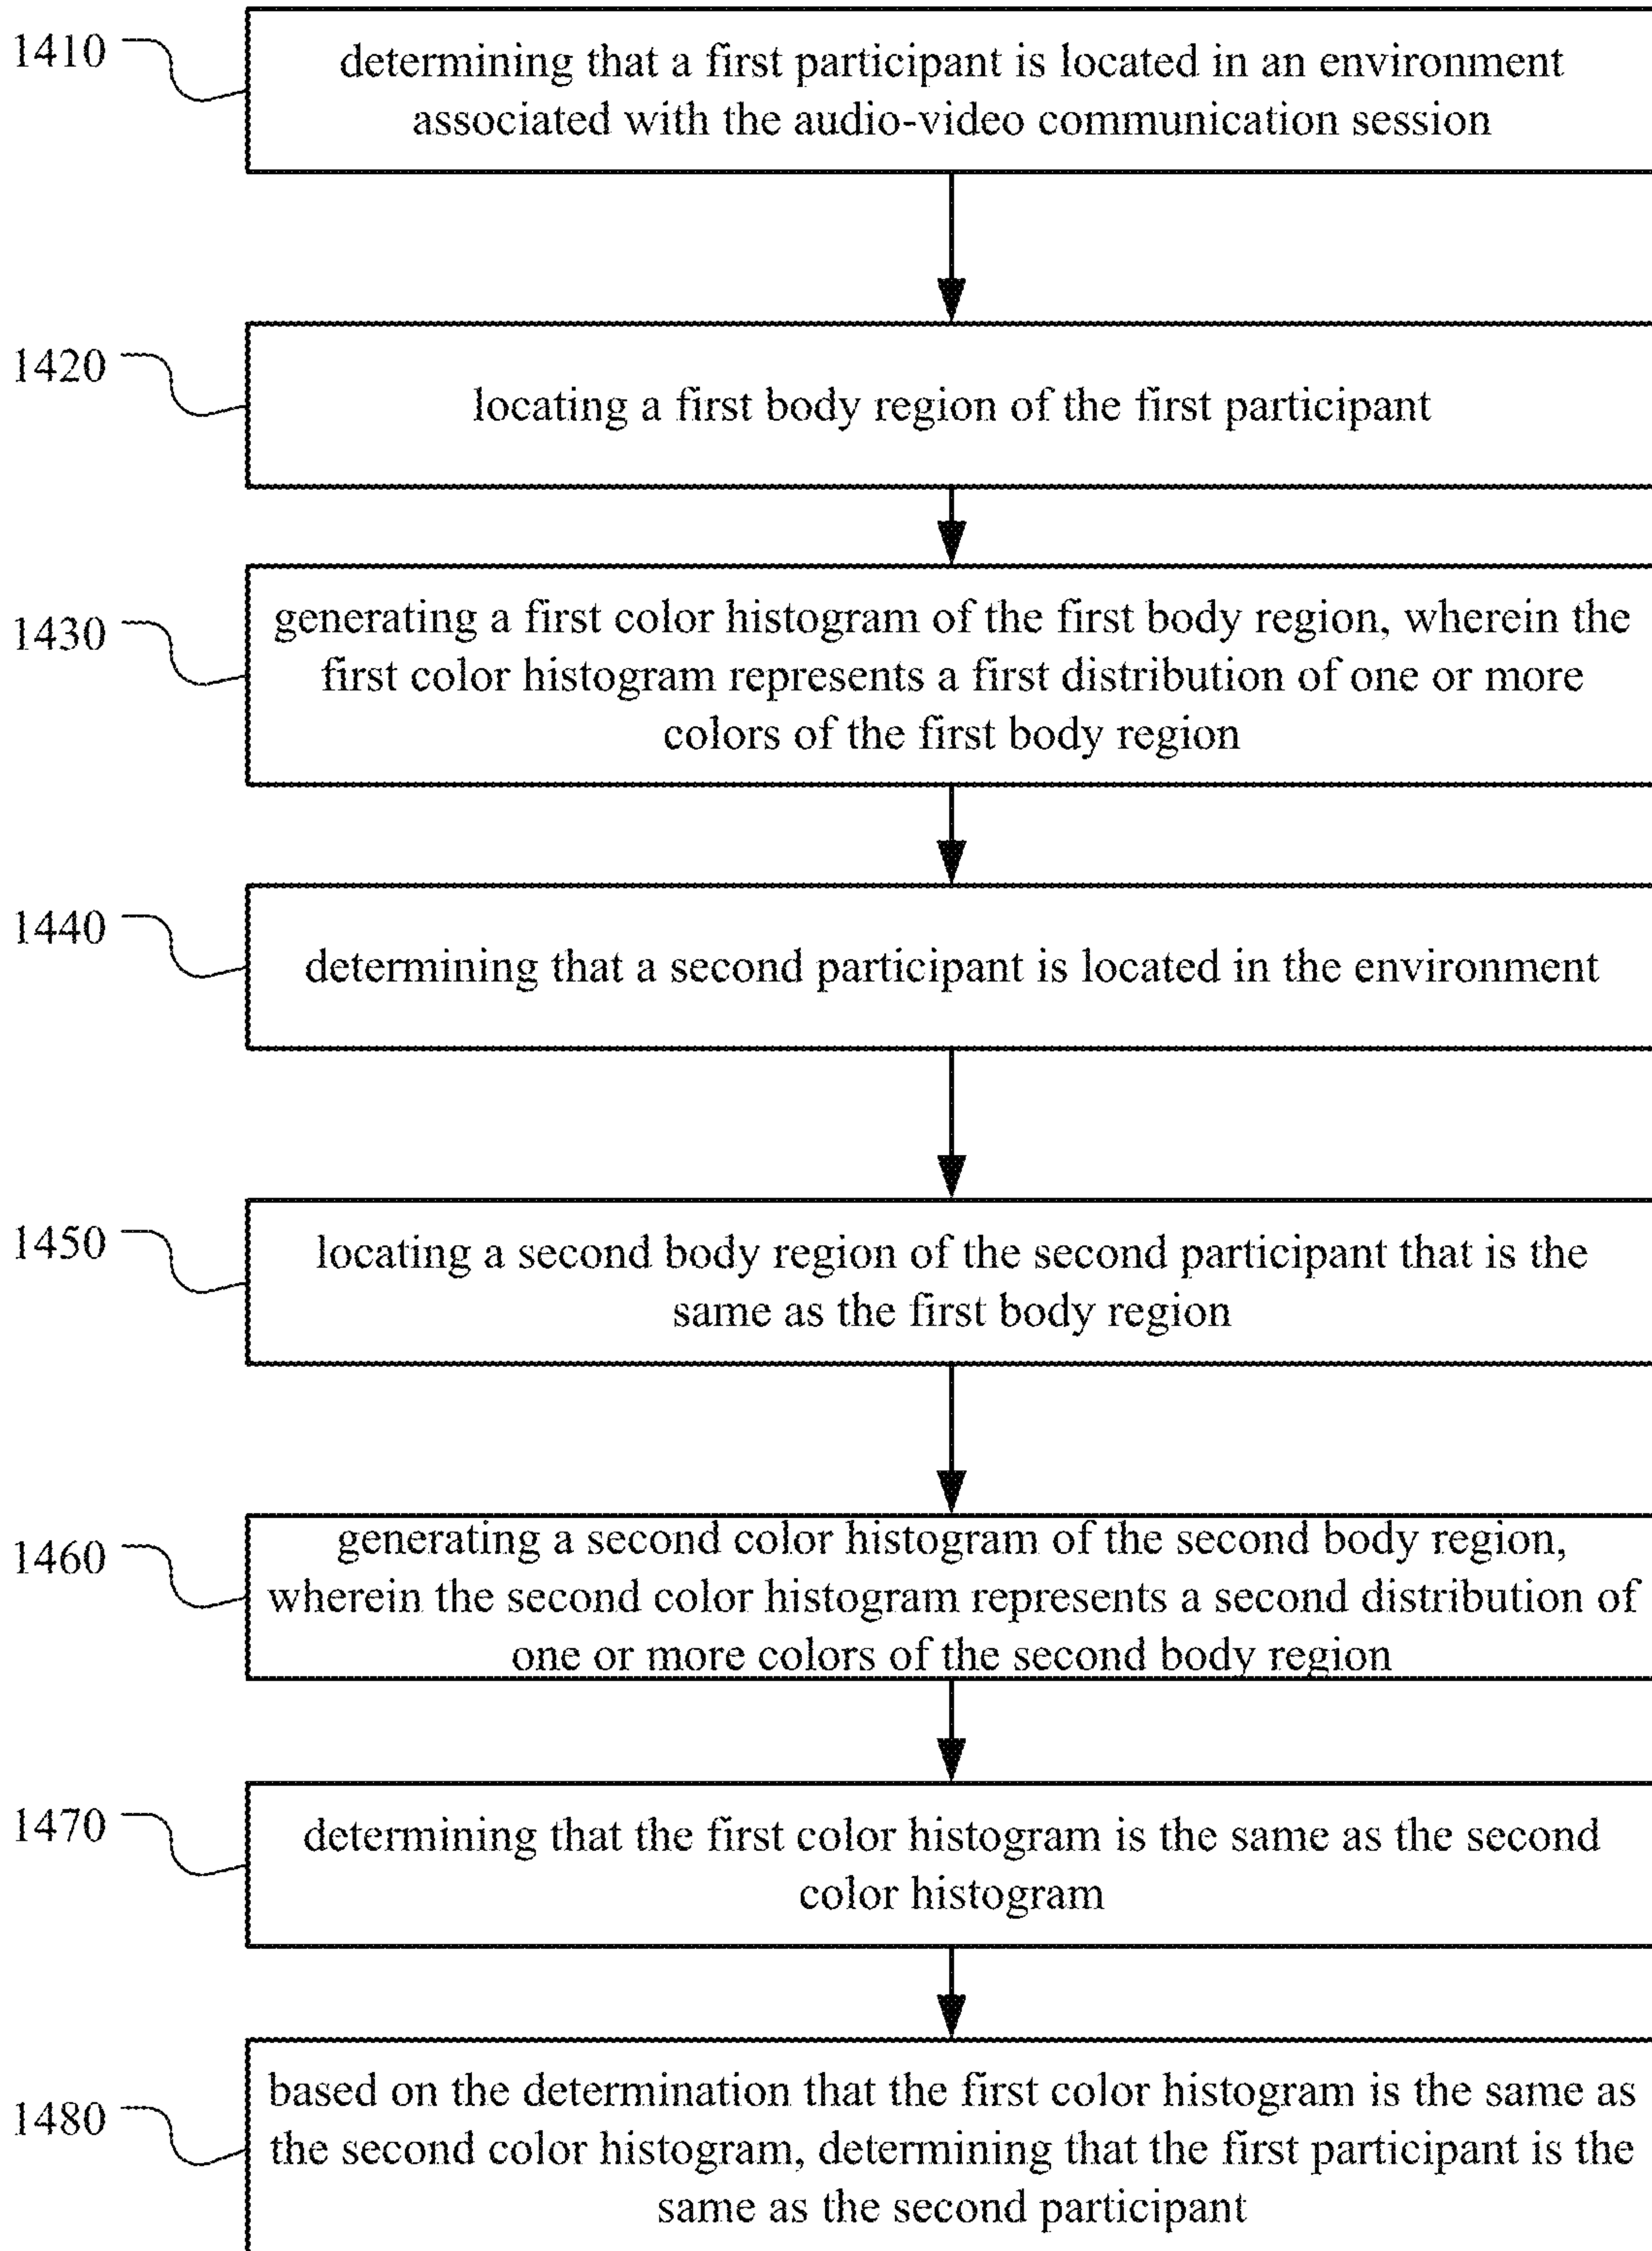 1410
determining that a first participant is located in an environment
associated with the audio-video communication session
1420
locating a first body region of the first participant
1430
generating a first color histogram of the first body region, wherein the
first color histogram represents a first distribution of one or more
colors of the first body region
1440
determining that a second participant is located in the environment
1450
locating a second body region of the second participant that is the
same as the first body region
1460
generating a second color histogram of the second body region,
wherein the second color histogram represents a second distribution of
one or more colors of the second body region
1470
determining that the first color histogram is the same as the second
color histogram
1480
based on the determination that the first color histogram is the same as
the second color histogram, determining that the first participant is the
same as the second participant